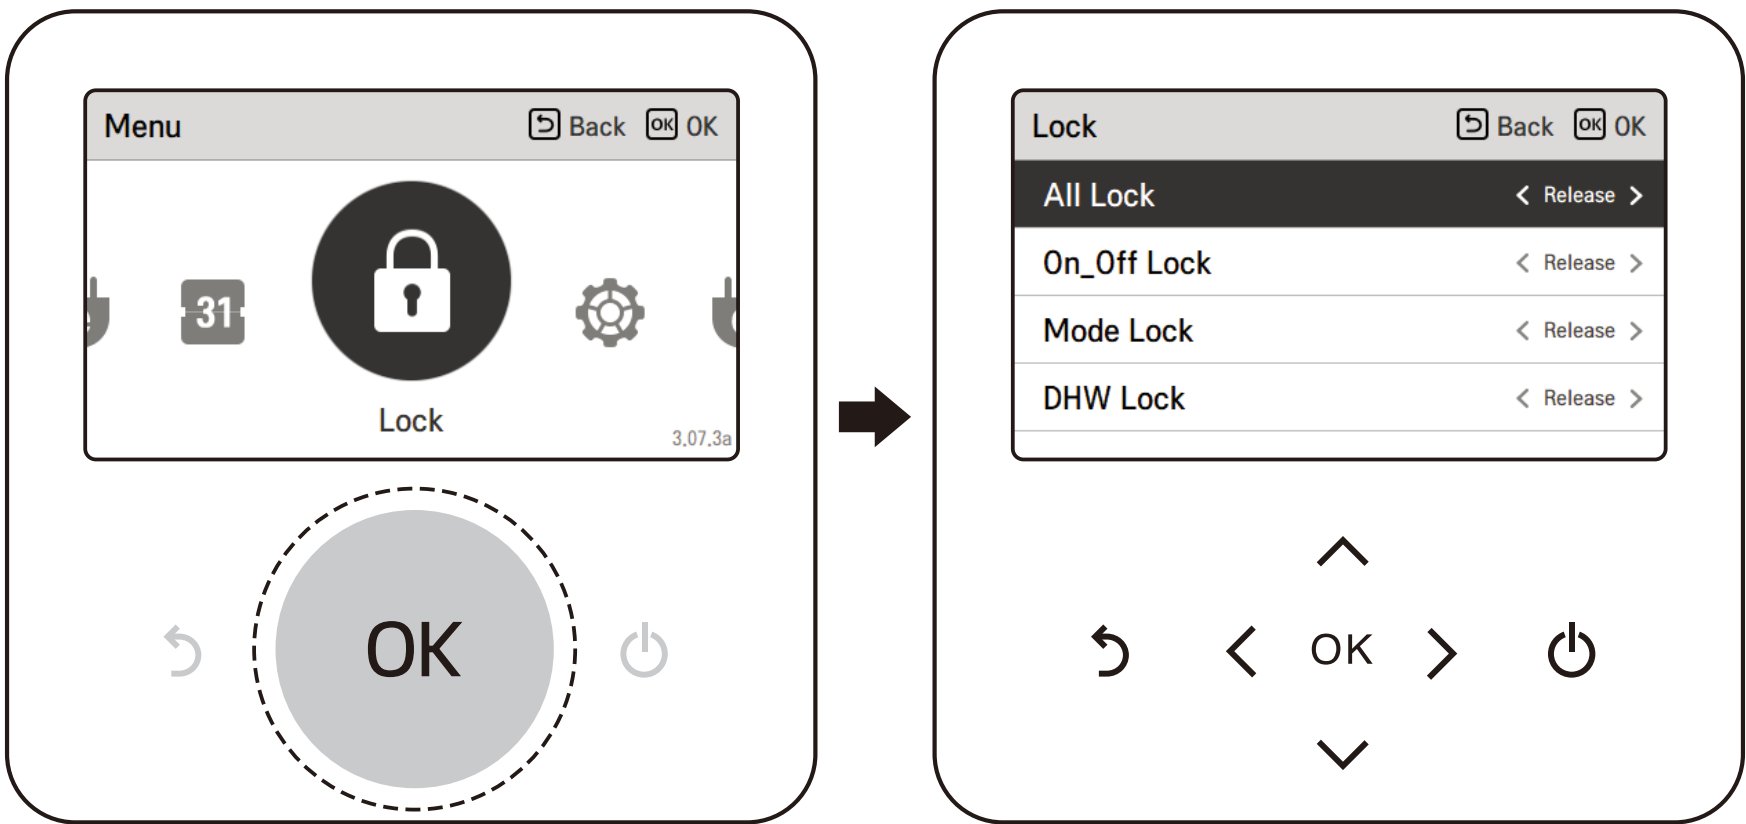 Menu
Back OK OK
31
Lock
3.07.3a
OK
Lock
Back OK OK
All Lock < Release >
On_Off Lock < Release >
Mode Lock < Release >
DHW Lock < Release >
OK